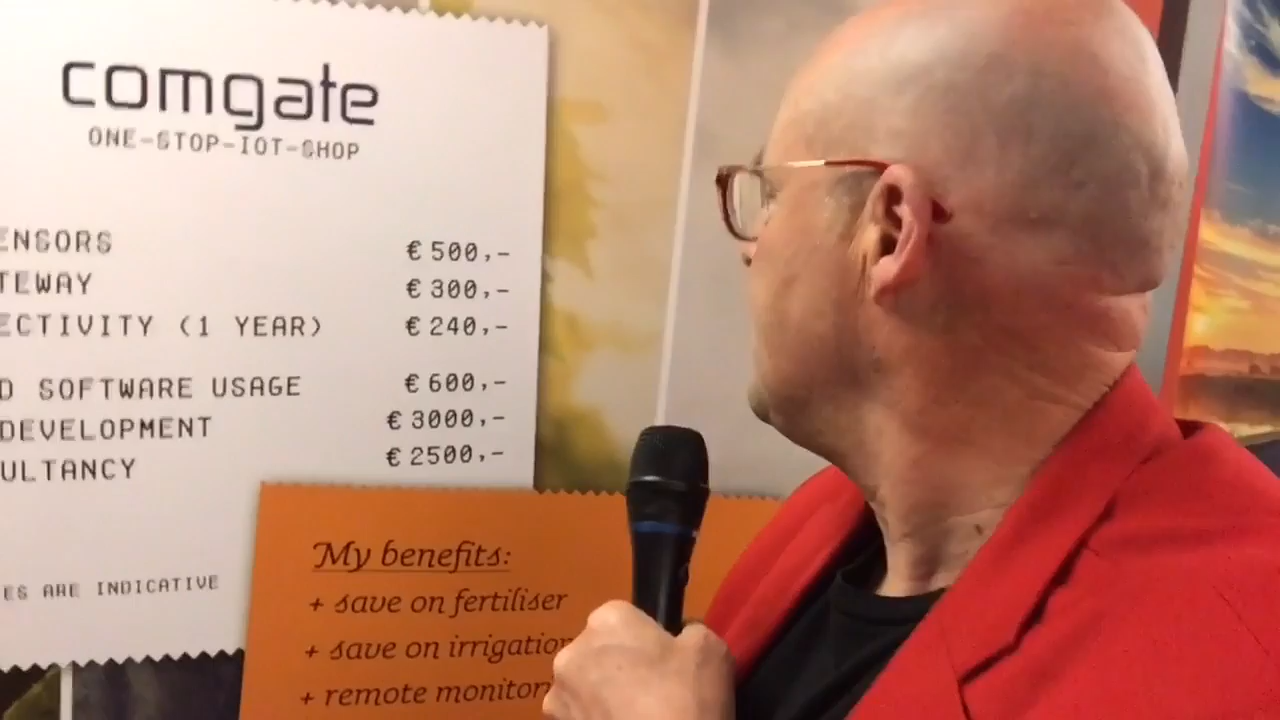 comgate
ONE-STOP-IOT-SHOP
ENSORS € 500,-
TEWAY € 300,-
ECTIVITY (1 YEAR) € 240,-
D SOFTWARE USAGE € 600,-
DEVELOPMENT € 3000,-
ULTANCY € 2500,-
ES ARE INDICATIVE
My benefits:
+ save on fertiliser
+ save on irrigation
+ remote monitor